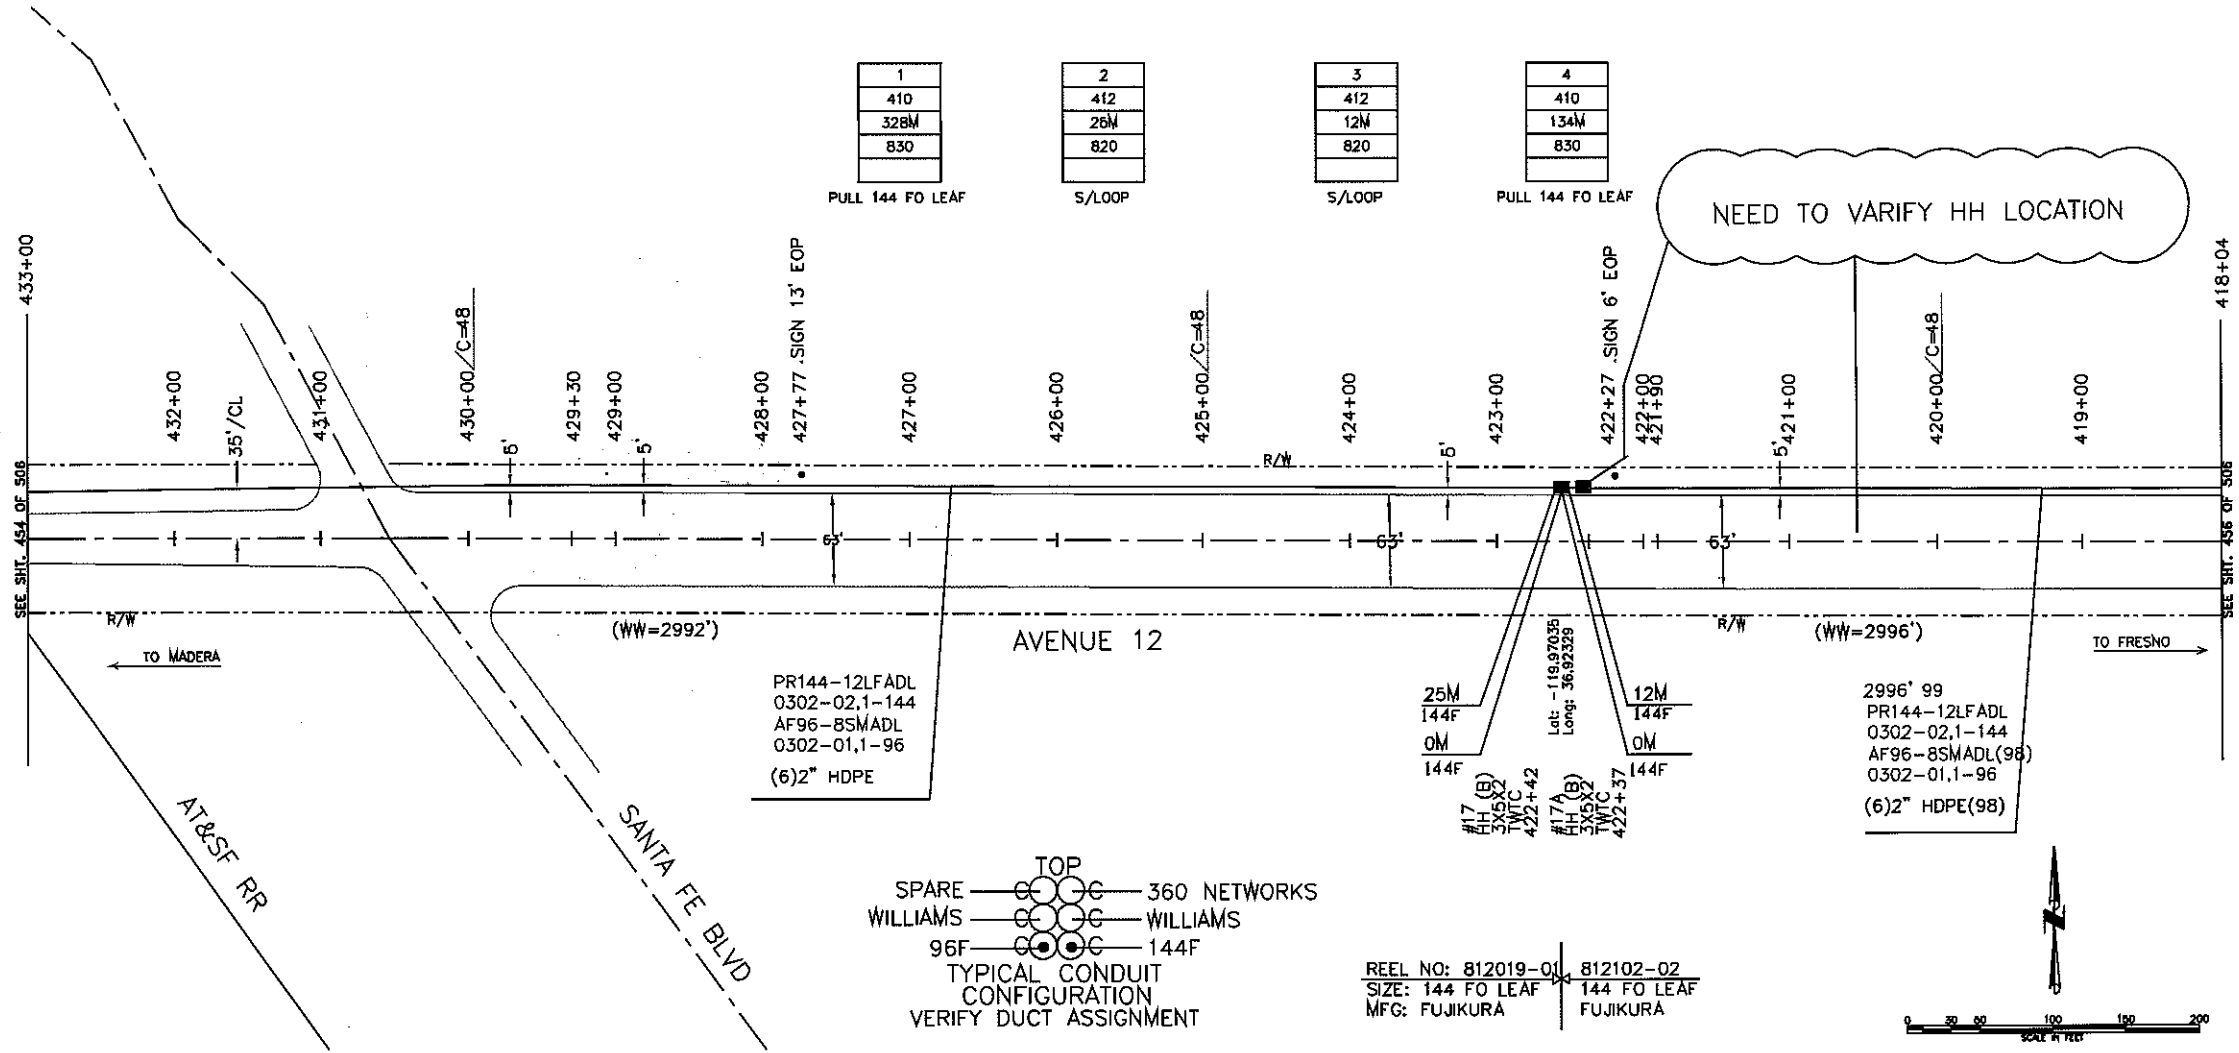 1
410
328M
830
PULL 144 FO LEAF
2
412
26M
820
S/LOOP
3
412
12M
820
S/LOOP
4
410
134M
830
PULL 144 FO LEAF
NEED TO VARIFY HH LOCATION
433+00
432+00
35'/CL
431+00
430+00/C=48
6'
429+30
429+00
5'
428+00
427+77 .SIGN 13' EOP
427+00
426+00
425+00/C=48
424+00
5'
423+00
422+27 .SIGN 6' EOP
422+00
421+90
5'
421+00
420+00/C=48
419+00
418+04
SEE SHT. 454 OF 506
R/W
63'
63'
63'
SEE SHT. 456 OF 506
R/W
(WW=2992')
AVENUE 12
R/W
(WW=2996')
TO MADERA
TO FRESNO
PR144-12LFADL
0302-02,1-144
AF96-8SMADL
0302-01,1-96
(6)2" HDPE
25M
144F
0M
144F
Lat: -119.97035
Long: 36.92329
12M
144F
0M
144F
#17
HH (B)
3X5X2
TWTC
422+42
#17A
HH (B)
3X5X2
TWTC
422+37
2996' 99
PR144-12LFADL
0302-02,1-144
AF96-8SMADL(98)
0302-01,1-96
(6)2" HDPE(98)
AT&SF RR
SANTA FE BLVD
TOP
SPARE C C 360 NETWORKS
WILLIAMS C C WILLIAMS
96F C C 144F
TYPICAL CONDUIT
CONFIGURATION
VERIFY DUCT ASSIGNMENT
REEL NO: 812019-01 812102-02
SIZE: 144 FO LEAF 144 FO LEAF
MFG: FUJIKURA FUJIKURA
N
0 30 60 100 150 200
SCALE IN FEET